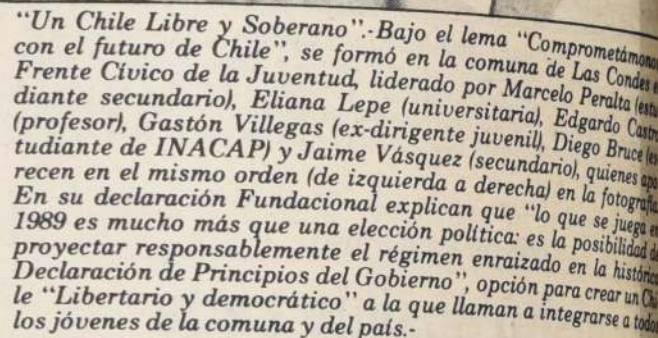 “Un Chile Libre y Soberano”.-Bajo el lema “Comprometámonos
con el futuro de Chile”, se formó en la comuna de Las Condes e
Frente Cívico de la Juventud, liderado por Marcelo Peralta (estu
diante secundario), Eliana Lepe (universitaria), Edgardo Castro
(profesor), Gastón Villegas (ex-dirigente juvenil), Diego Bruce (ex
tudiante de INACAP) y Jaime Vásquez (secundario), quienes apa
recen en el mismo orden (de izquierda a derecha) en la fotografía
En su declaración Fundacional explican que “lo que se juega en
1989 es mucho más que una elección política: es la posibilidad de
proyectar responsablemente el régimen enraizado en la histórica
Declaración de Principios del Gobierno”, opción para crear un Chi
le “Libertario y democrático” a la que llaman a integrarse a todos
los jóvenes de la comuna y del país.-